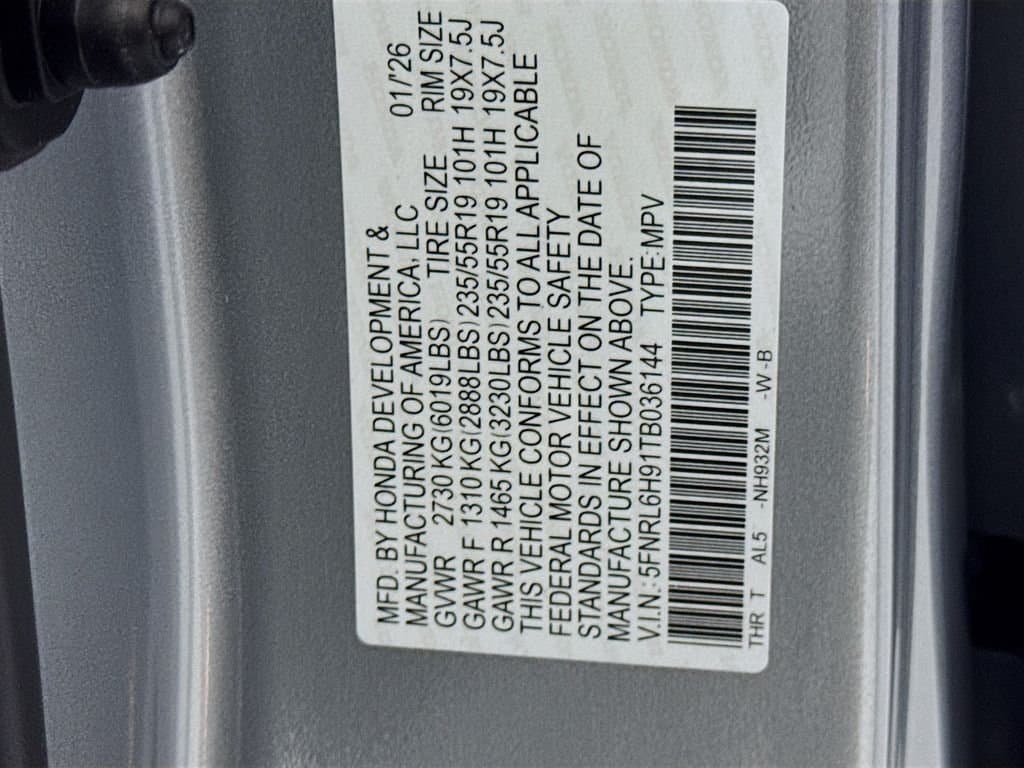 MFD. BY HONDA DEVELOPMENT &
MANUFACTURING OF AMERICA, LLC 01/'26
GVWR 2730 KG(6019LBS) TIRE SIZE RIM SIZE
GAWR F 1310 KG(2888LBS)235/55R19 101H 19X7.5J
GAWR R 1465 KG(3230LBS)235/55R19 101H 19X7.5J
THIS VEHICLE CONFORMS TO ALL APPLICABLE
FEDERAL MOTOR VEHICLE SAFETY
STANDARDS IN EFFECT ON THE DATE OF
MANUFACTURE SHOWN ABOVE.
V.I.N.:5FNRL6H91TB036144 TYPE:MPV
THR T AL5 -NH932M -W -B